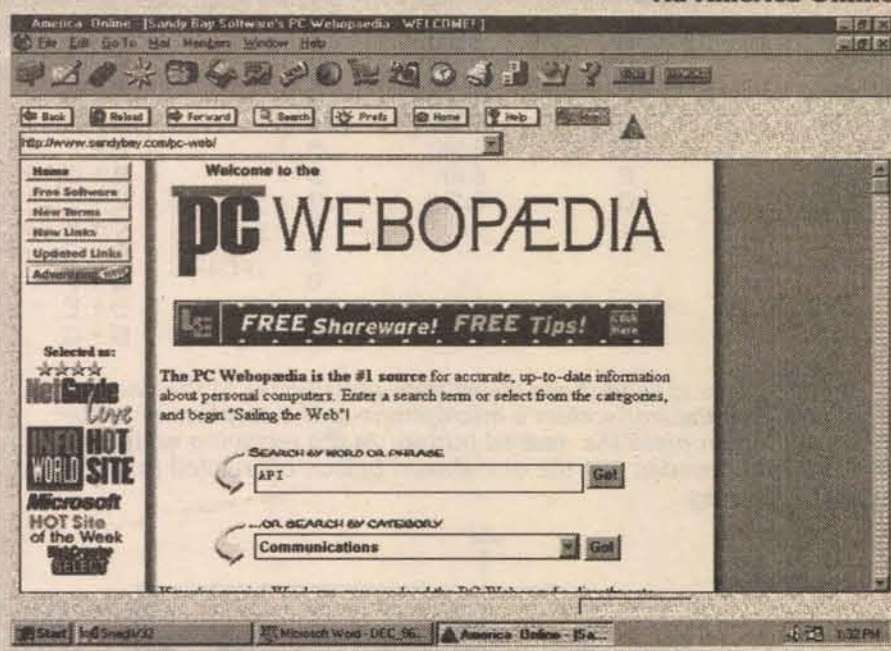 America Online
America Online - [Sandy Bay Software's PC Webopaedia WELCOME! ]
File Edit Go To Mail Members Window Help
Back Reload Forward Search Prefs Home Help
http://www.sandybay.com/pc-web/
Home
Free Software
New Terms
New Links
Updated Links
Advertising
Welcome to the
pc WEBOPÆDIA
FREE Shareware! FREE Tips! Click Here
Selected as:
NetGuide
Live
INFO WORLD HOT SITE
Microsoft
HOT Site
of the Week
SELECT
The PC Webopædia is the #1 source for accurate, up-to-date information
about personal computers. Enter a search term or select from the categories,
and begin "Sailing the Web"!
SEARCH BY WORD OR PHRASE
API Go!
...OR SEARCH BY CATEGORY
Communications Go!
Start Microsoft Word - DEC_96... America Online - [Sa... 1:32 PM